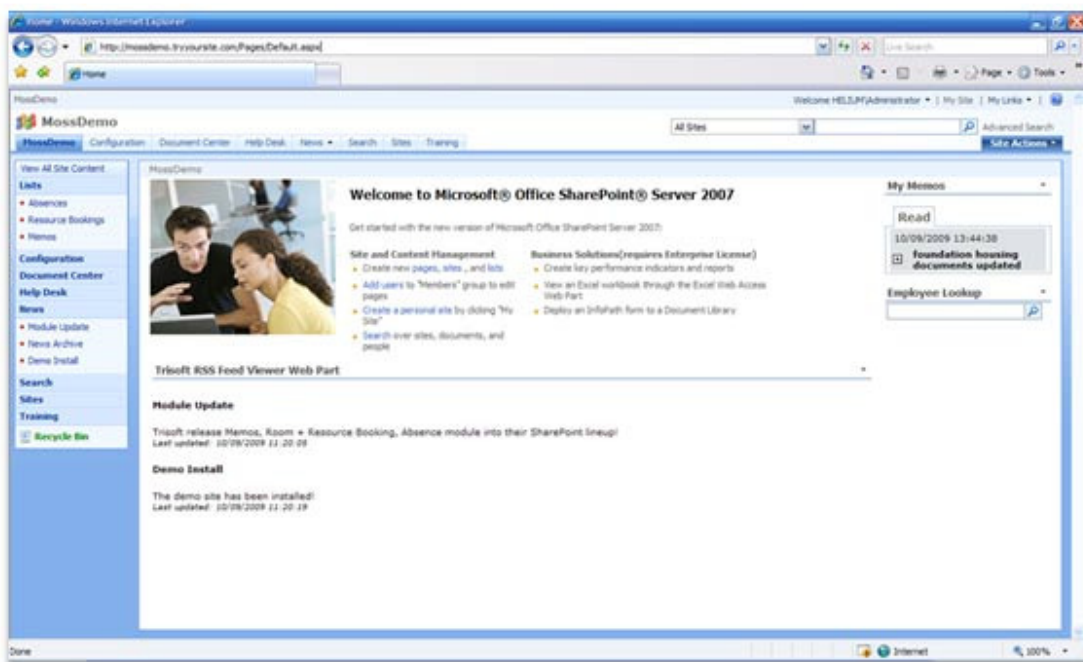 Home - Windows Internet Explorer
http://mossdemo.tryyoursite.com/Pages/Default.aspx
Live Search
Home
Page
Tools
MossDemo
Welcome HELIUM\Administrator
My Site
My Links
MossDemo
All Sites
Advanced Search
MossDemo
Configuration
Document Center
Help Desk
News
Search
Sites
Training
Site Actions
View All Site Content
Lists
Absences
Resource Bookings
Memos
Configuration
Document Center
Help Desk
News
Module Update
News Archive
Demo Install
Search
Sites
Training
Recycle Bin
MossDemo
Welcome to Microsoft® Office SharePoint® Server 2007
Get started with the new version of Microsoft Office SharePoint Server 2007:
Site and Content Management
Create new pages, sites , and lists
Add users to "Members" group to edit
pages
Create a personal site by clicking "My
Site"
Search over sites, documents, and
people
Business Solutions(requires Enterprise License)
Create key performance indicators and reports
View an Excel workbook through the Excel Web Access
Web Part
Deploy an InfoPath form to a Document Library
Trisoft RSS Feed Viewer Web Part
Module Update
Trisoft release Memos, Room + Resource Booking, Absence module into their SharePoint lineup!
Last updated: 10/09/2009 11:20:05
Demo Install
The demo site has been installed!
Last updated: 10/09/2009 11:20:19
My Memos
Read
10/09/2009 13:44:38
foundation housing
documents updated
Employee Lookup
Done
Internet
100%